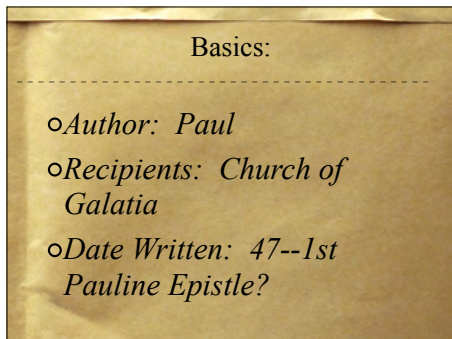 Basics:
Author: Paul
Recipients: Church of
Galatia
Date Written: 47--1st
Pauline Epistle?